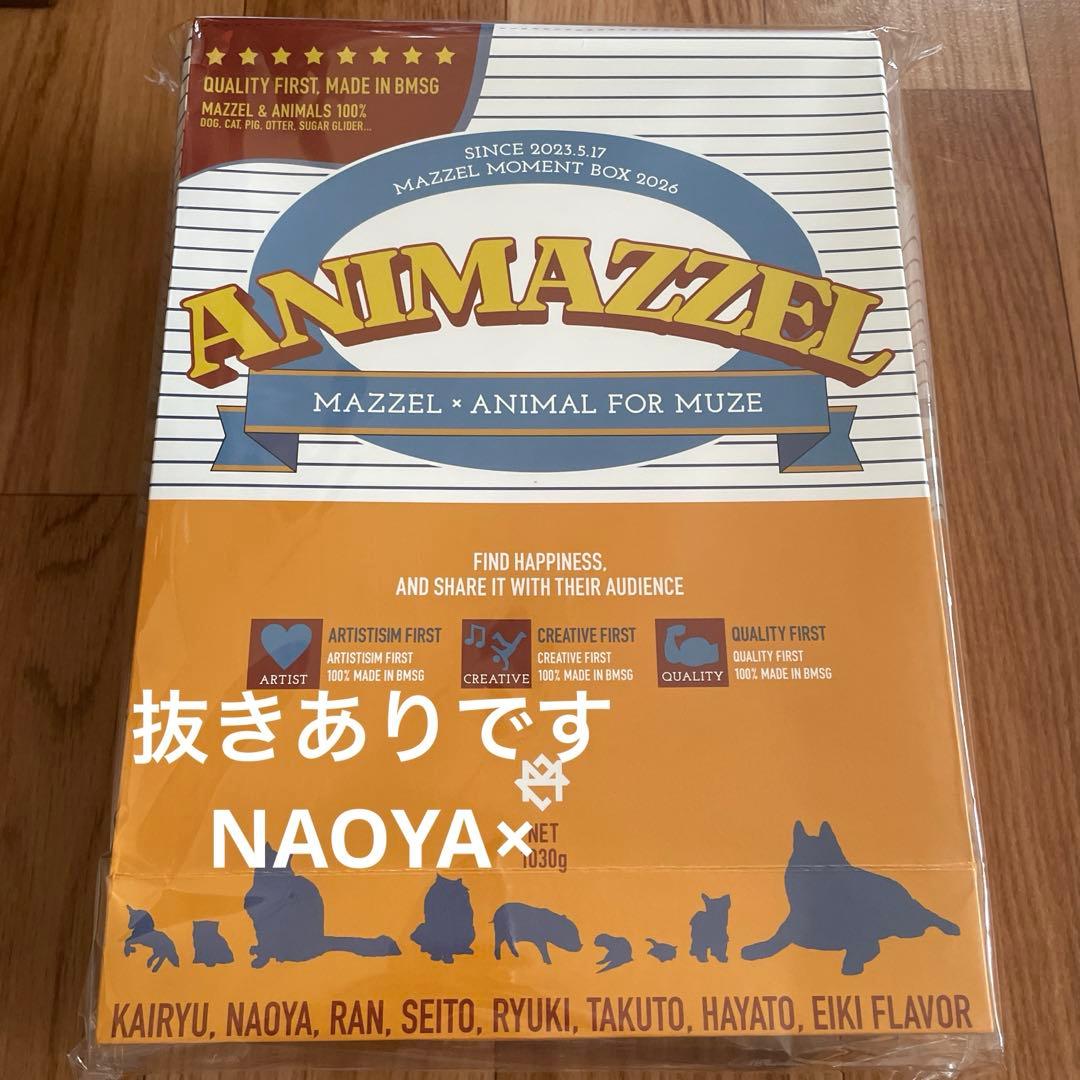 QUALITY FIRST, MADE IN BMSG
MAZZEL & ANIMALS 100%
DOG, CAT, PIG, OTTER, SUGAR GLIDER...
SINCE 2023.5.17
MAZZEL MOMENT BOX 2026
ANIMAZZEL
MAZZEL × ANIMAL FOR MUZE
FIND HAPPINESS,
AND SHARE IT WITH THEIR AUDIENCE
ARTIST
ARTISTISIM FIRST
ARTISTISIM FIRST
100% MADE IN BMSG
CREATIVE
CREATIVE FIRST
CREATIVE FIRST
100% MADE IN BMSG
QUALITY
QUALITY FIRST
QUALITY FIRST
100% MADE IN BMSG
抜きありです
NAOYA×
NET
1030g
KAIRYU, NAOYA, RAN, SEITO, RYUKI, TAKUTO, HAYATO, EIKI FLAVOR